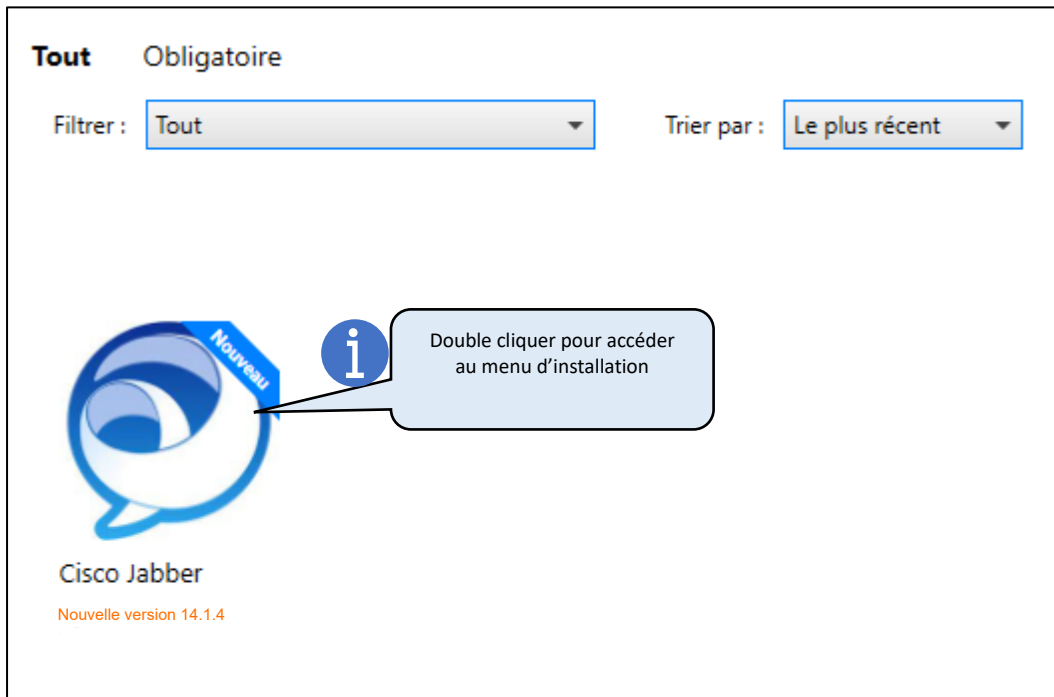 Tout Obligatoire
Filtrer : Tout Trier par : Le plus récent
Nouveau
i
Double cliquer pour accéder
au menu d’installation
Cisco Jabber
Nouvelle version 14.1.4